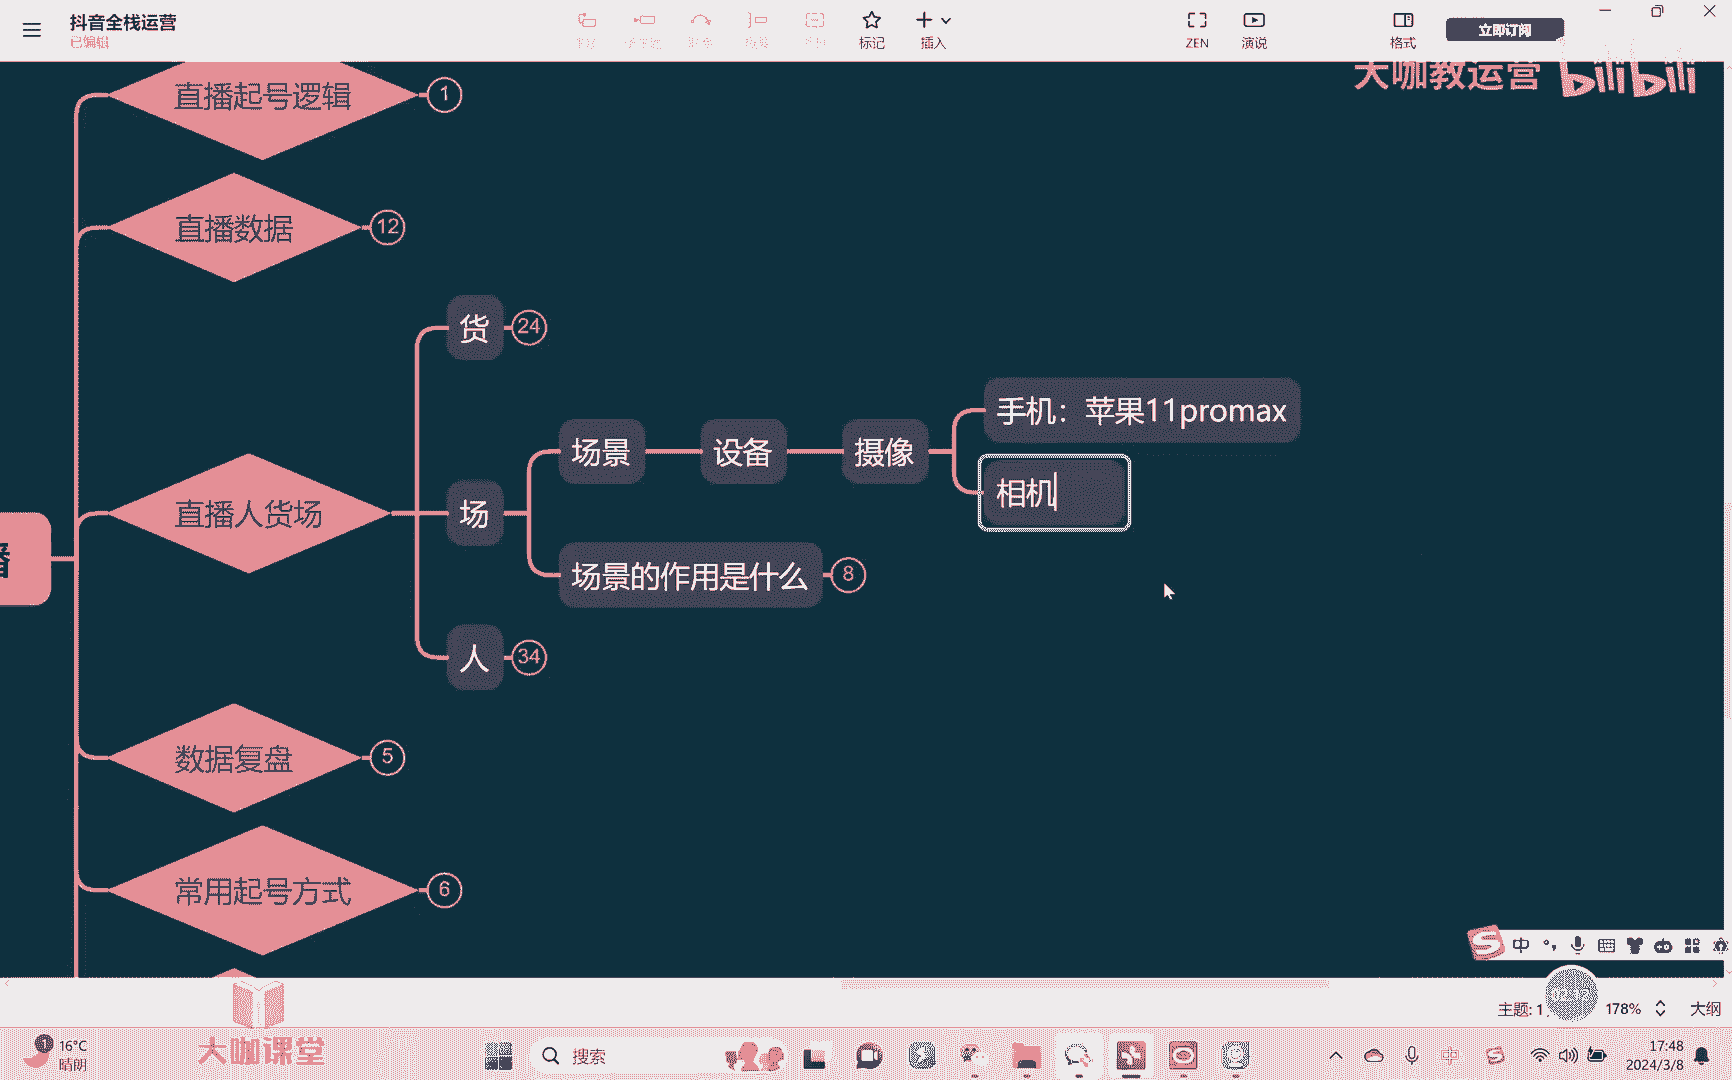 抖音全栈运营
已编辑
标记
插入
ZEN
演说
格式
立即订阅
大咖教运营 bilibili
直播起号逻辑 1
直播数据 12
货 24
手机：苹果11promax
场景 设备 摄像
相机
直播人货场
场
场景的作用是什么 8
人 34
数据复盘 5
常用起号方式 6
中
主题: 1
178%
大纲
大咖课堂
1
16°C
晴朗
搜索
中
17:48
2024/3/8